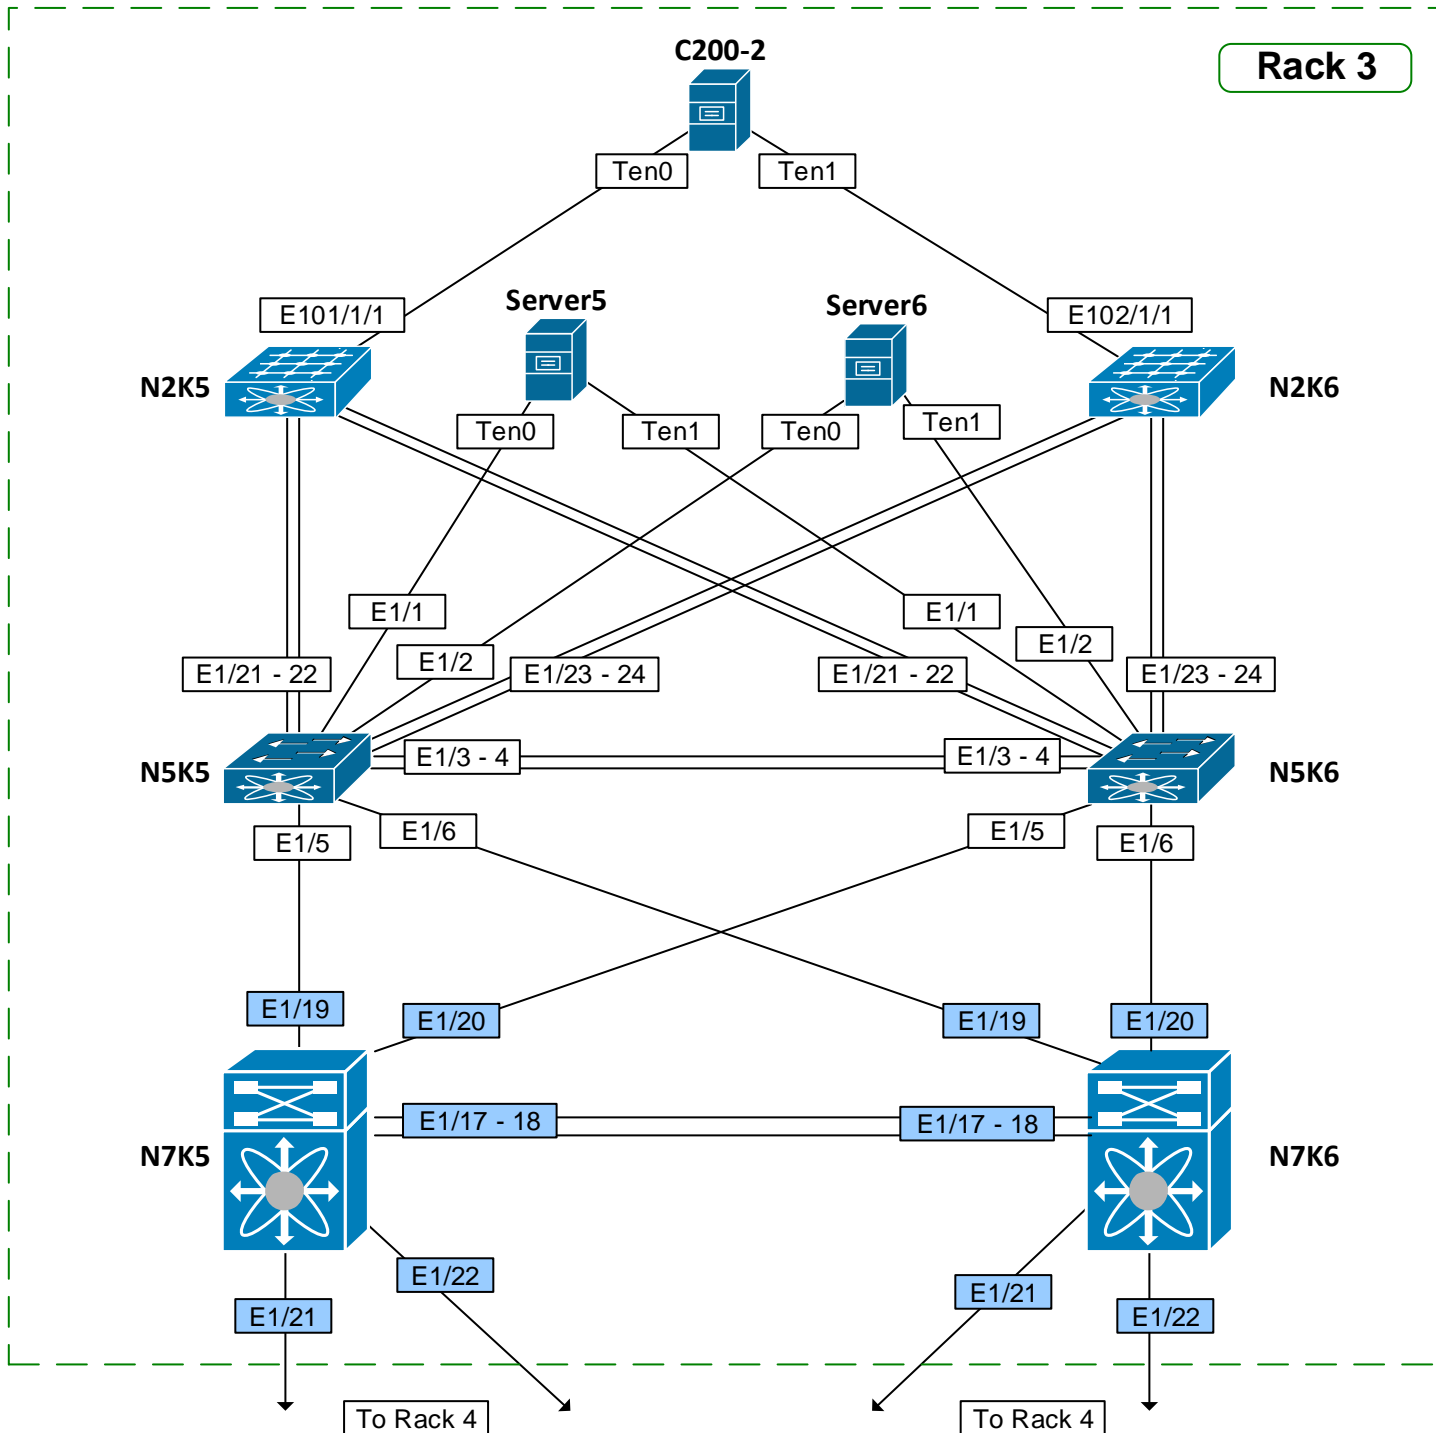 C200-2
Rack 3
Ten0
Ten1
E101/1/1
Server5
Server6
E102/1/1
N2K5
N2K6
Ten0
Ten1
Ten0
Ten1
E1/1
E1/1
E1/2
E1/2
E1/21 - 22
E1/23 - 24
E1/21 - 22
E1/23 - 24
N5K5
E1/3 - 4
E1/3 - 4
N5K6
E1/5
E1/6
E1/5
E1/6
E1/19
E1/20
E1/19
E1/20
E1/17 - 18
E1/17 - 18
N7K5
N7K6
E1/22
E1/21
E1/21
E1/22
To Rack 4
To Rack 4